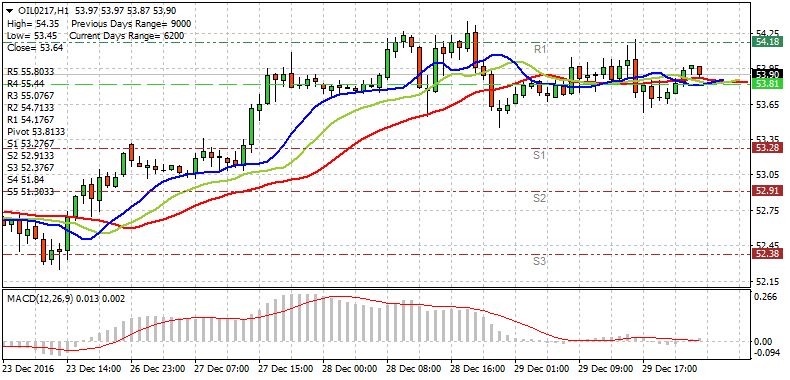 OIL0217,H1 53.97 53.97 53.87 53,90
High= 54.35 Previous Days Range= 9000
Low= 53.45 Current Days Range= 6200
Close= 53.64
R5 55.8033
R4 55.44
R3 55.0767
R2 54.7133
R1 54.1767
Pivot 53.8133
S1 53.2767
S2 52.9133
S3 52.3767
S4 51.84
S5 51.3033
R1
S1
S2
S3
54.25
54.18
53.90
53.81
53.65
53.35
53.28
53.05
52.91
52.75
52.45
52.38
52.15
MACD(12,26,9) 0.013 0.002
0.266
0.00
-0.094
23 Dec 2016
23 Dec 14:00
26 Dec 16:00
27 Dec 07:00
27 Dec 15:00
28 Dec 00:00
28 Dec 08:00
28 Dec 16:00
29 Dec 01:00
29 Dec 09:00
29 Dec 17:00